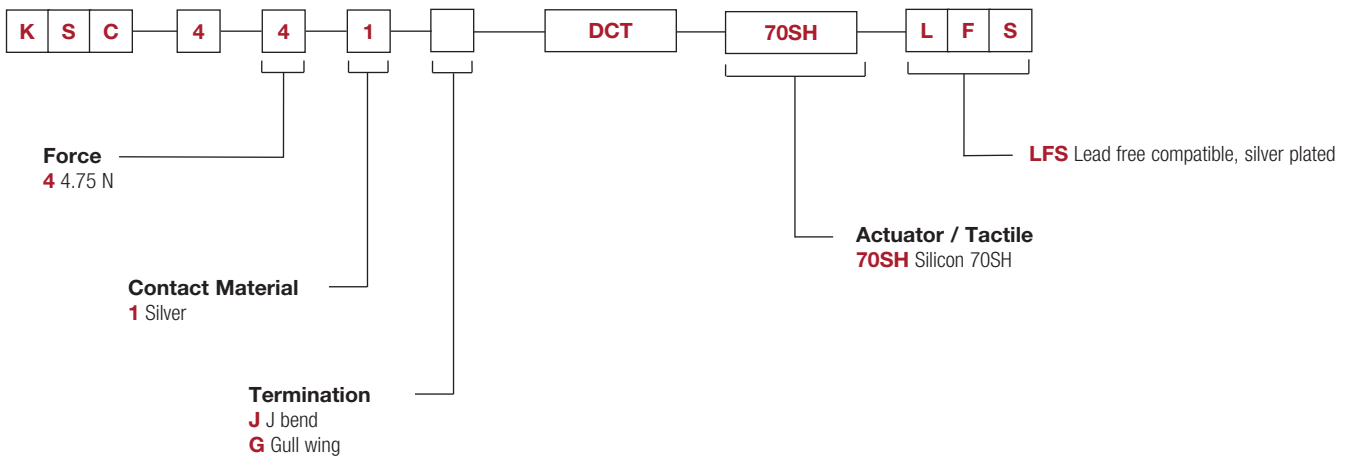 K S C 4 4 1 DCT 70SH L F S
Force
4 4.75 N
LFS Lead free compatible, silver plated
Actuator / Tactile
70SH Silicon 70SH
Contact Material
1 Silver
Termination
J J bend
G Gull wing